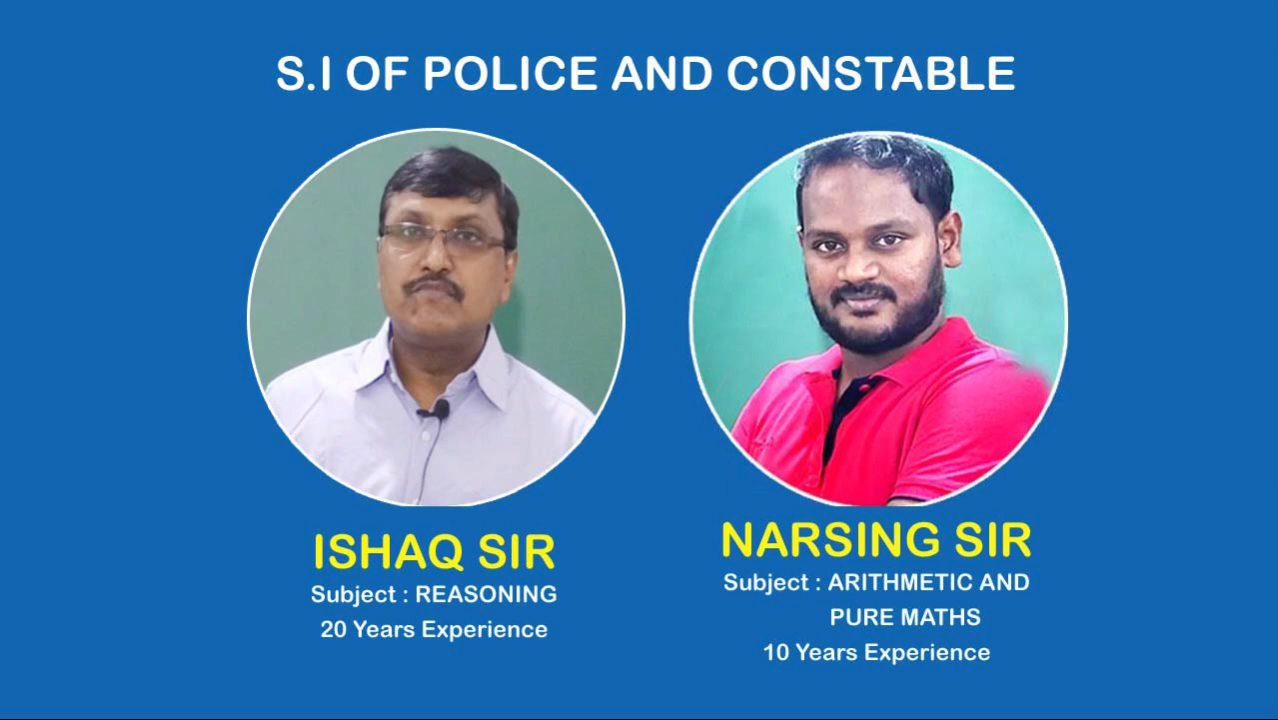 S.I OF POLICE AND CONSTABLE
ISHAQ SIR
Subject : REASONING
20 Years Experience
NARSING SIR
Subject : ARITHMETIC AND
PURE MATHS
10 Years Experience